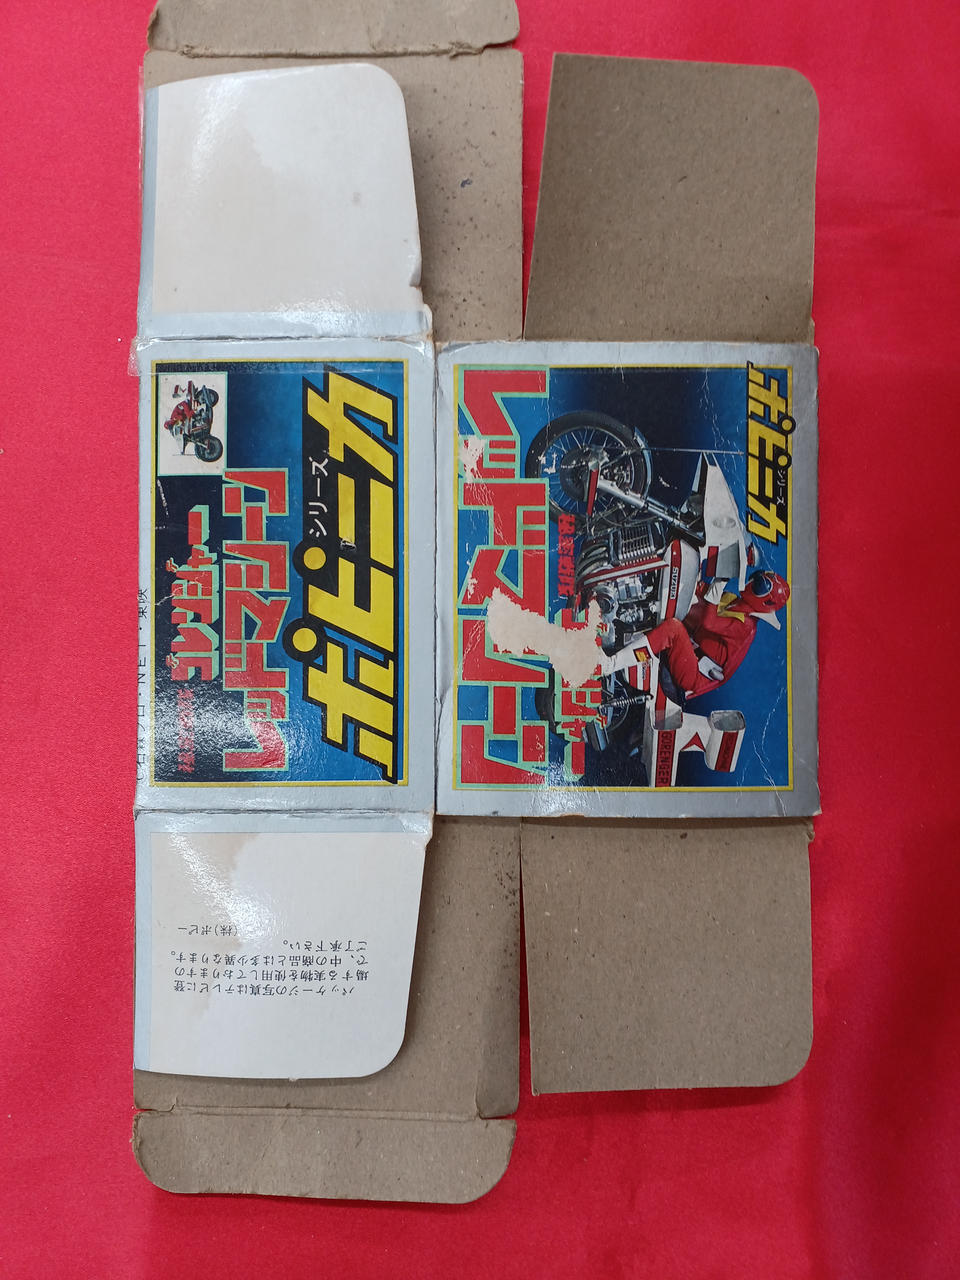 ポピニカ
シリーズ
レッドマシーン
秘密戦隊
ゴレンジャー
・NET・東映
ポピニカ
シリーズ
SUZUKI
GORENGER
秘密戦隊
レッドマシーン
パッケージの写真はテレビに登
場する実物を使用しておりますの
で、中の商品とは多少異なります。
ご了承下さい。
(株)ポピー